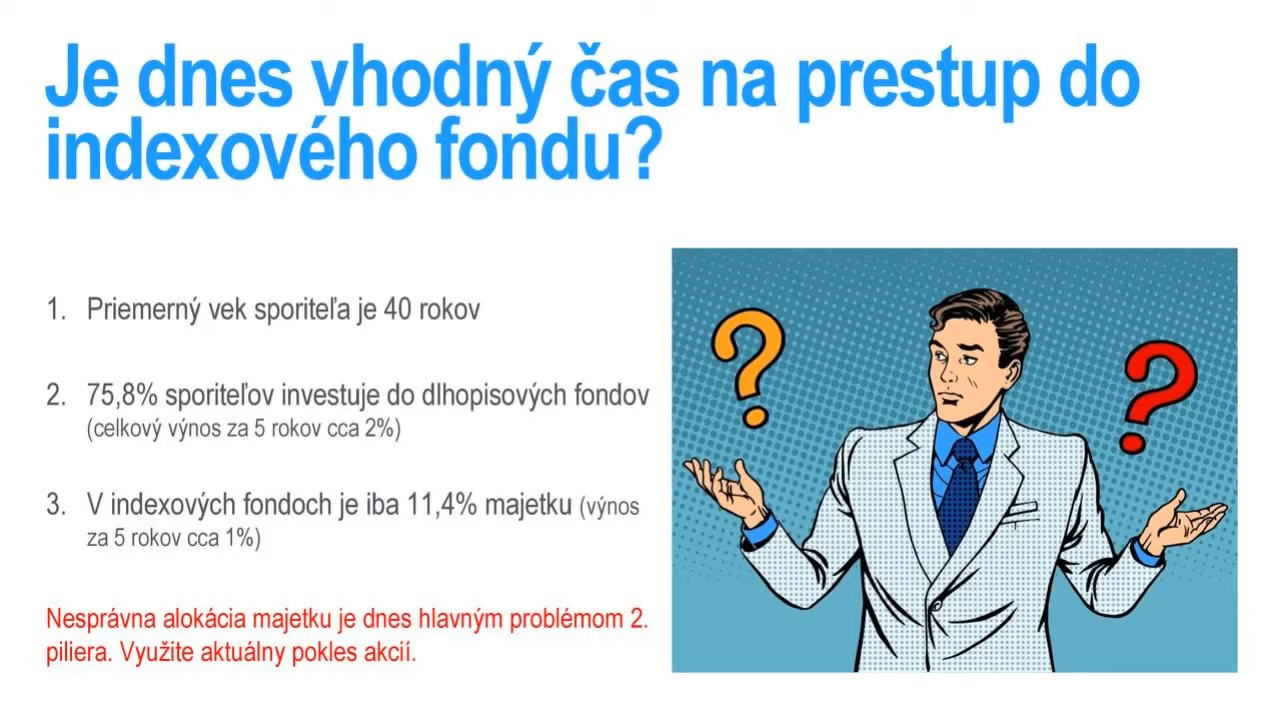 Je dnes vhodný čas na prestup do
indexového fondu?
1. Priemerný vek sporiteľa je 40 rokov
2. 75,8% sporiteľov investuje do dlhopisových fondov
(celkový výnos za 5 rokov cca 2%)
3. V indexových fondoch je iba 11,4% majetku (výnos
za 5 rokov cca 1%)
Nesprávna alokácia majetku je dnes hlavným problémom 2.
piliera. Využite aktuálny pokles akcií.
? ?